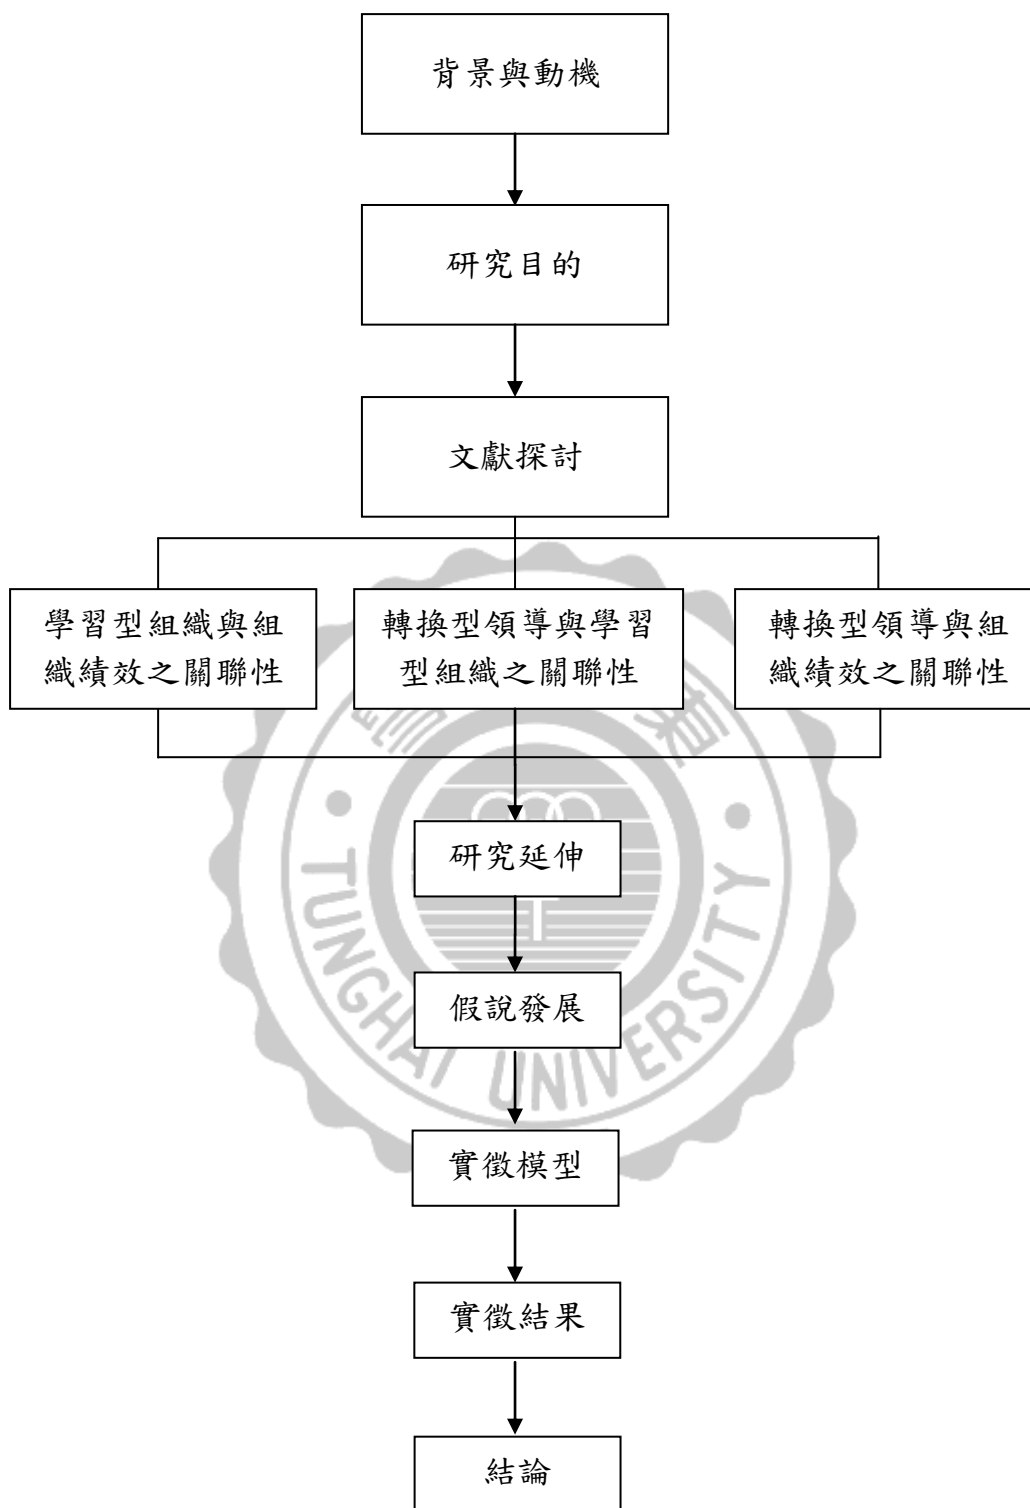 背景與動機
研究目的
文獻探討
學習型組織與組
織績效之關聯性
轉換型領導與學習
型組織之關聯性
轉換型領導與組
織績效之關聯性
研究延伸
假說發展
實徵模型
實徵結果
結論
TUNGHAI UNIVERSITY